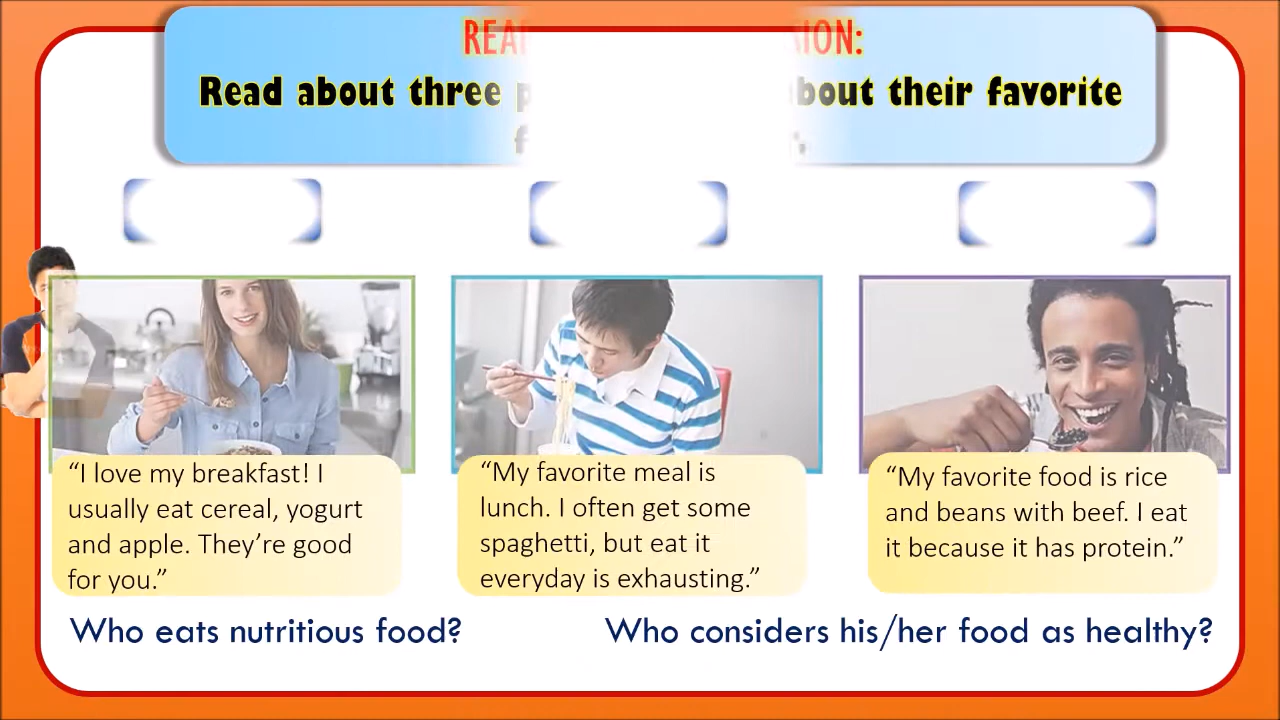 Read about three bout their favorite
“I love my breakfast! I
usually eat cereal, yogurt
and apple. They’re good
for you.”
“My favorite meal is
lunch. I often get some
spaghetti, but eat it
everyday is exhausting.”
“My favorite food is rice
and beans with beef. I eat
it because it has protein.”
Who eats nutritious food?
Who considers his/her food as healthy?